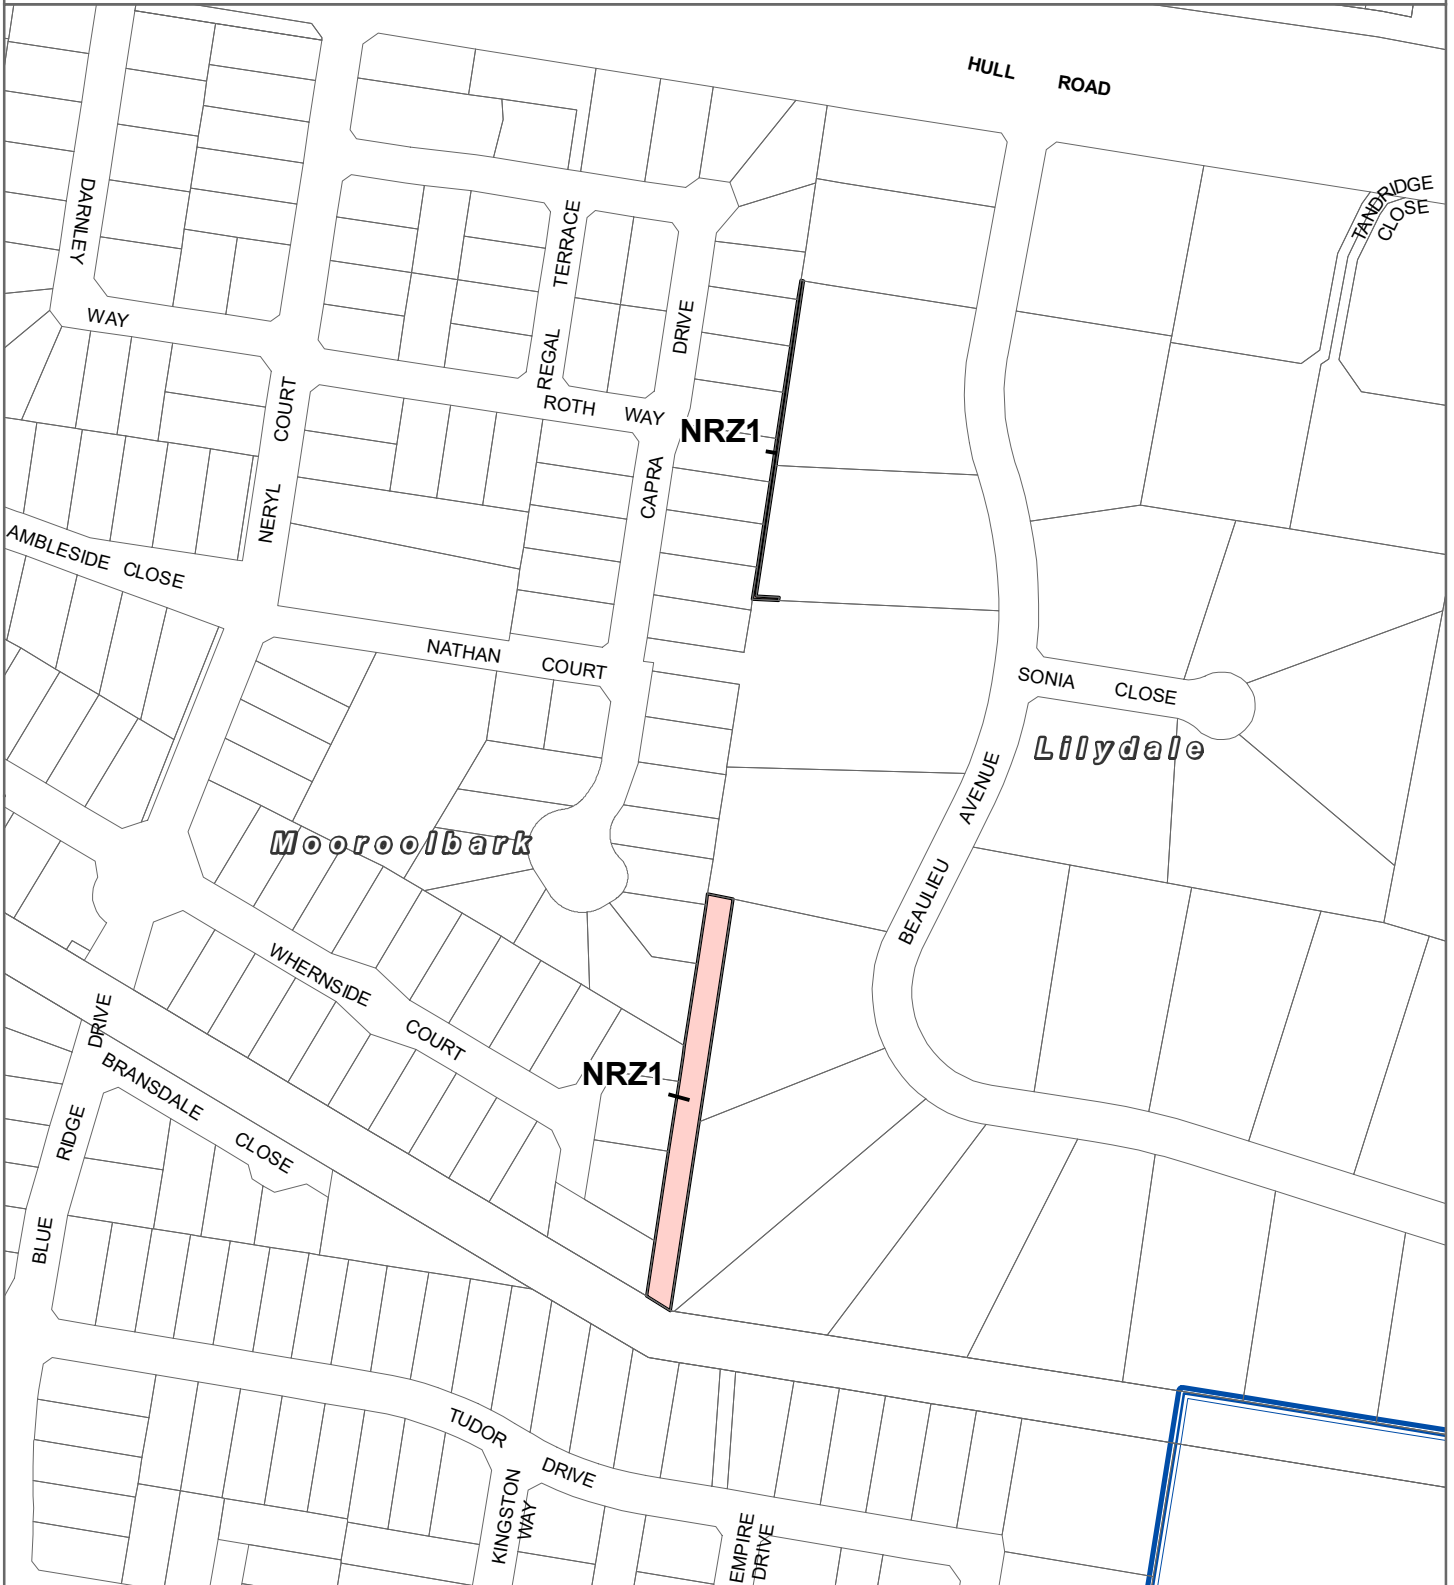 HULL ROAD
TANDRIDGE
CLOSE
DARNLEY
WAY
TERRACE
REGAL
DRIVE
CAPRA
ROTH WAY
NRZ1
COURT
NERYL
AMBLESIDE CLOSE
NATHAN COURT
SONIA CLOSE
Lilydale
AVENUE
BEAULIEU
Mooroolbark
WHERNSIDE
COURT
NRZ1
DRIVE
RIDGE
BLUE
BRANSDALE
CLOSE
TUDOR
DRIVE
KINGSTON
WAY
EMPIRE
DRIVE